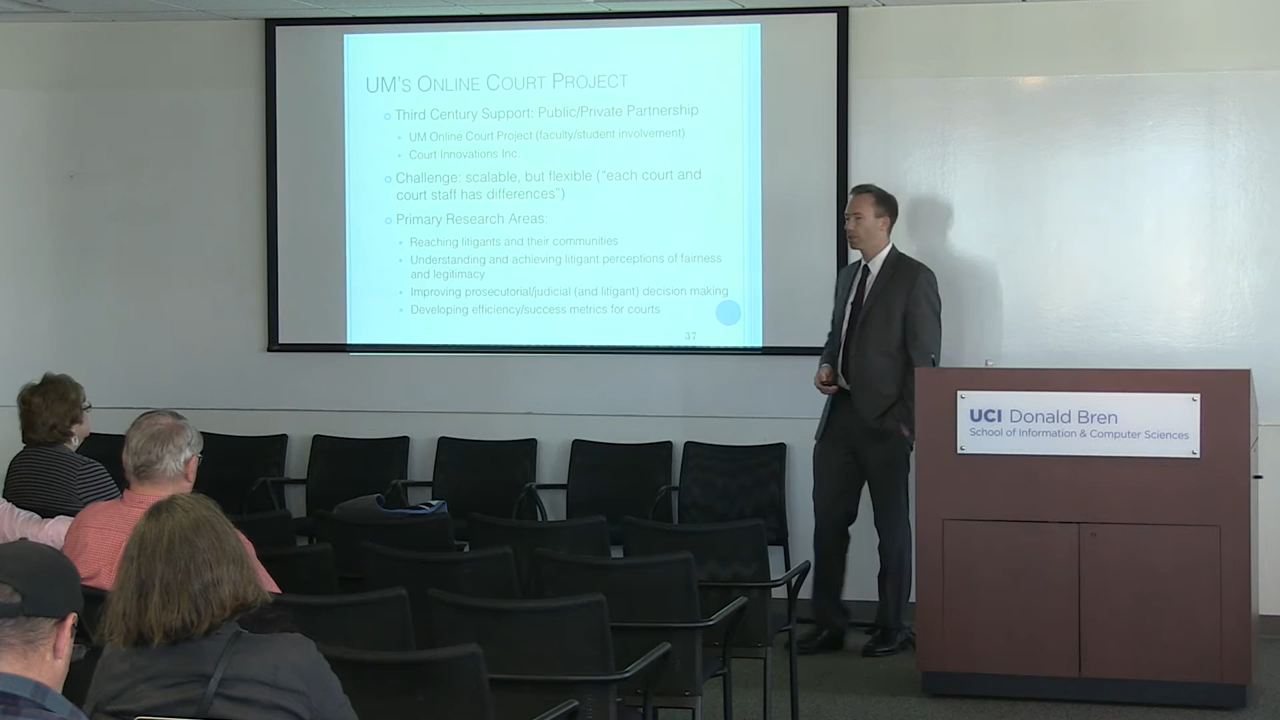 UM'S ONLINE COURT PROJECT
Third Century Support: Public/Private Partnership
UM Online Court Project (faculty/student involvement)
Court Innovations Inc.
Challenge: scalable, but flexible ("each court and
court staff has differences")
Primary Research Areas:
Reaching litigants and their communities
Understanding and achieving litigant perceptions of fairness
and legitimacy
Improving prosecutorial/judicial (and litigant) decision making
Developing efficiency/success metrics for courts
37
UCI Donald Bren
School of Information & Computer Sciences